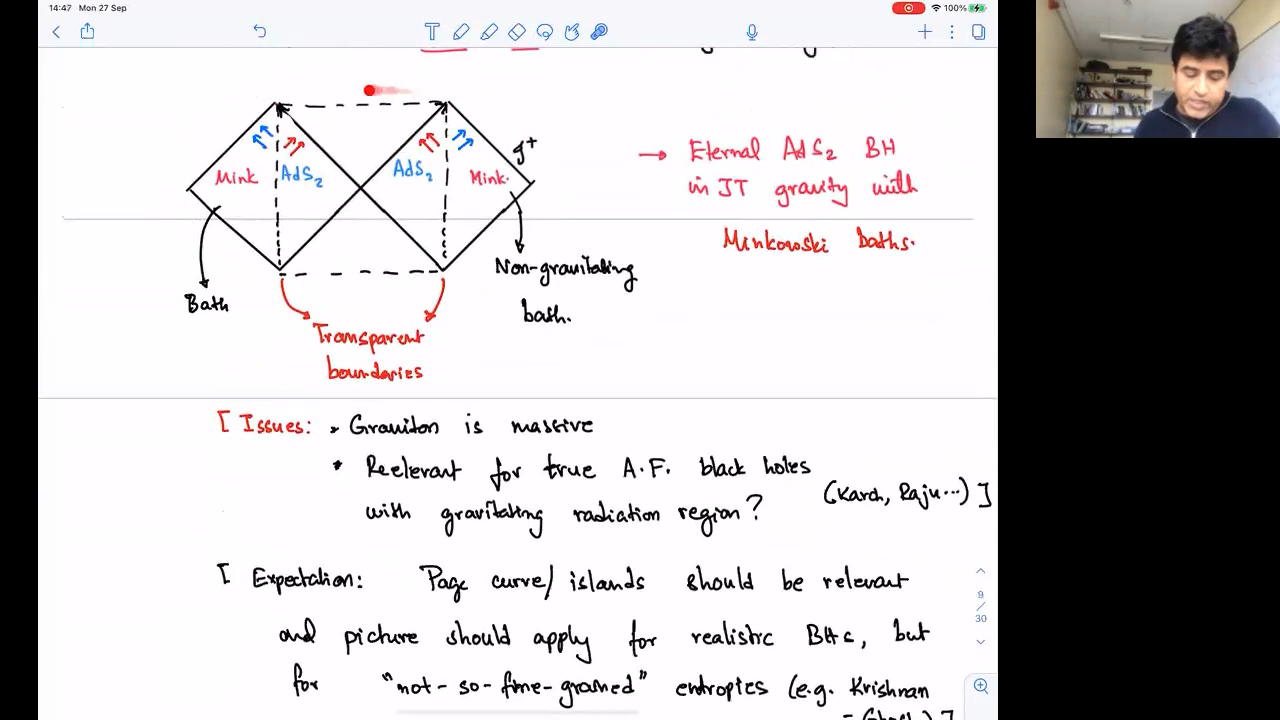 14:47 Mon 27 Sep
100%
Mink
AdS2
AdS2
Mink.
g+
→ Eternal AdS2 BH
in JT gravity with
Minkowski baths.
Bath
Non-gravitating
bath.
Transparent
boundaries
[ Issues: * Graviton is massive
* Reelevant for true A.F. black holes
with gravitating radiation region?
(Karch, Raju...) ]
[ Expectation: Page curve/islands should be relevant
and picture should apply for realistic BHs, but
for "not-so-fine-grained" entropies (e.g. Krishnan
9
/
30